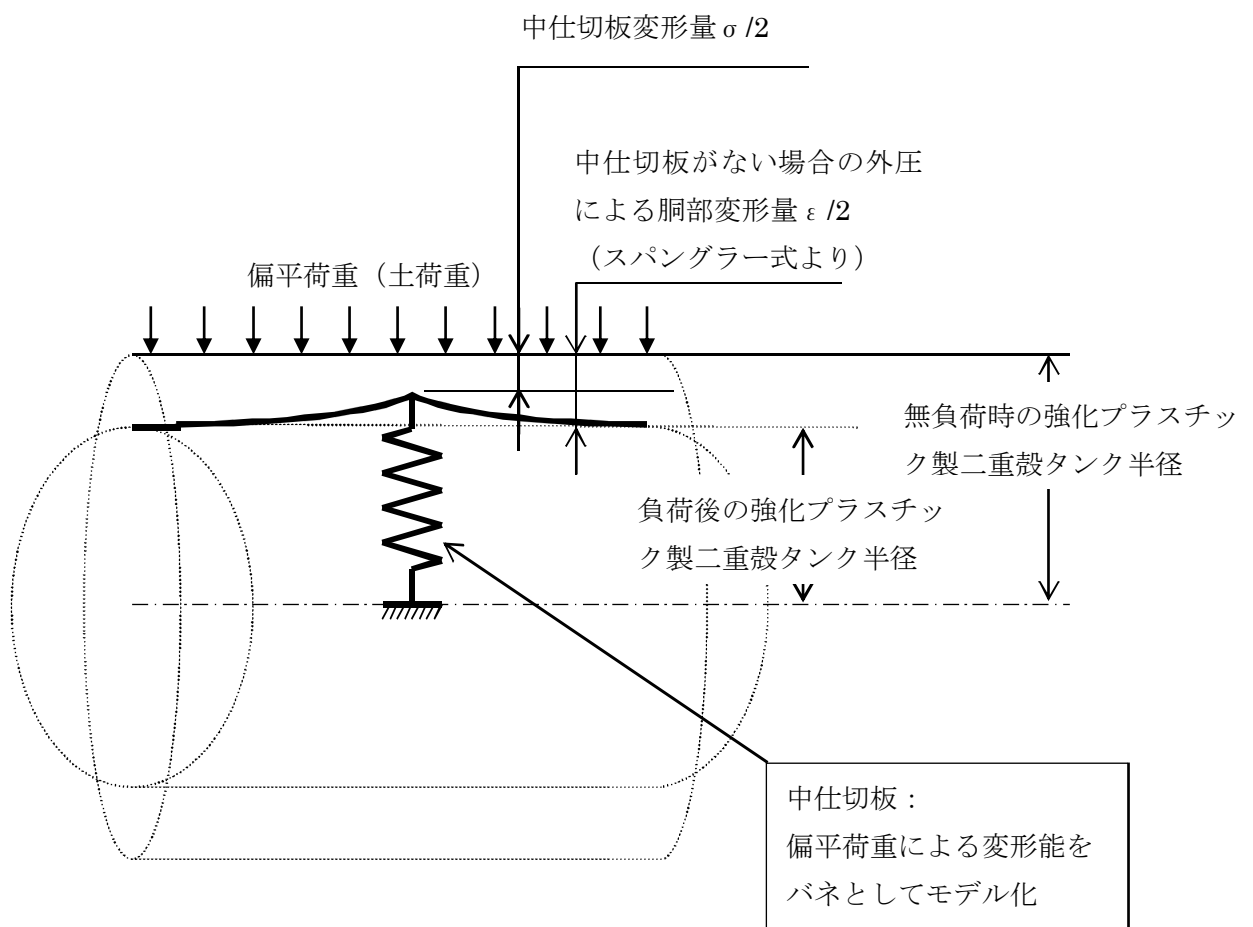 中仕切板変形量σ/2
中仕切板がない場合の外圧
による胴部変形量ε/2
（スパングラー式より）
偏平荷重（土荷重）
無負荷時の強化プラスチッ
ク製二重殻タンク半径
負荷後の強化プラスチッ
ク製二重殻タンク半径
中仕切板：
偏平荷重による変形能を
バネとしてモデル化